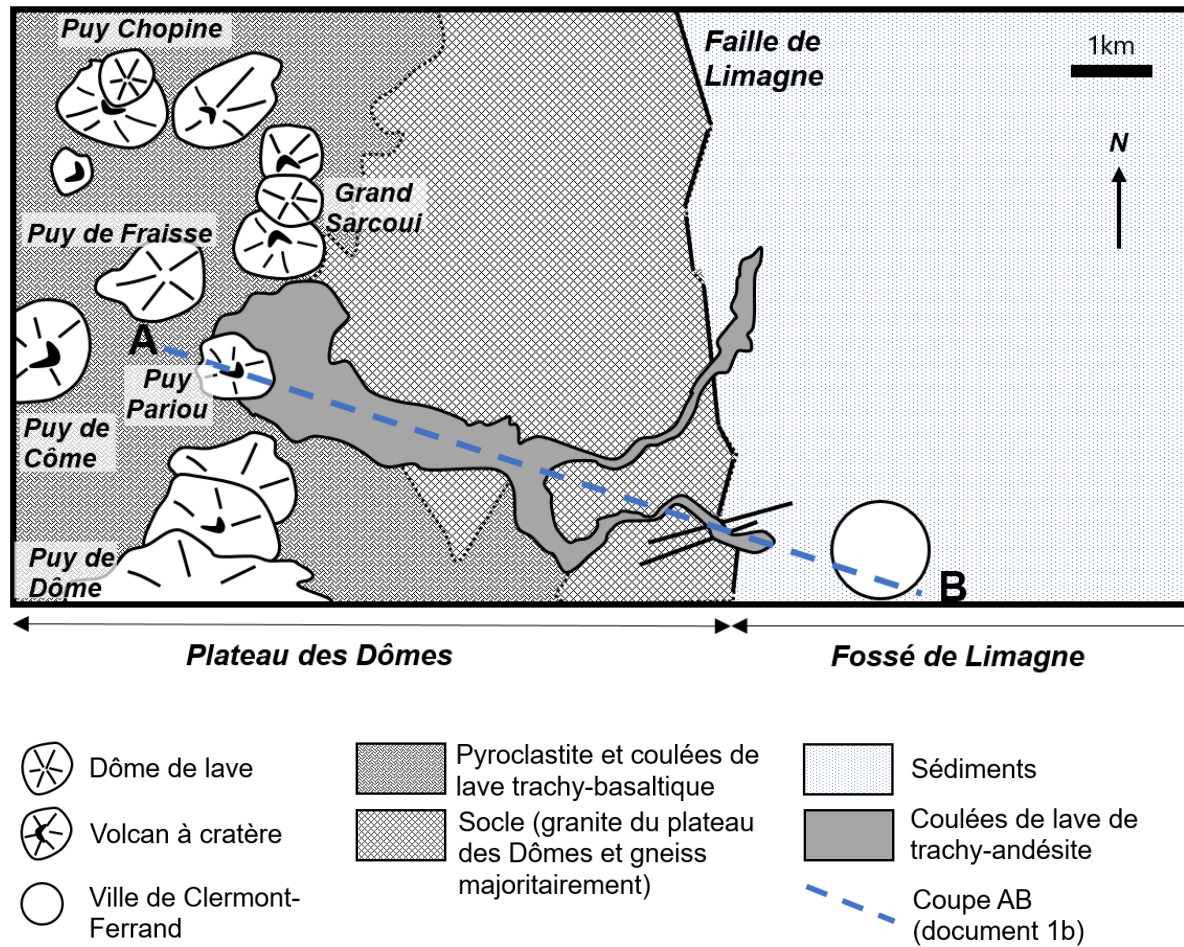 Puy Chopine
Faille de
Limagne
1km
N
Grand
Sarcoui
Puy de Fraisse
A
Puy
Pariou
Puy de
Côme
Puy de
Dôme
B
Plateau des Dômes
Fossé de Limagne
Dôme de lave
Volcan à cratère
Ville de Clermont-
Ferrand
Pyroclastite et coulées de
lave trachy-basaltique
Socle (granite du plateau
des Dômes et gneiss
majoritairement)
Sédiments
Coulées de lave de
trachy-andésite
Coupe AB
(document 1b)